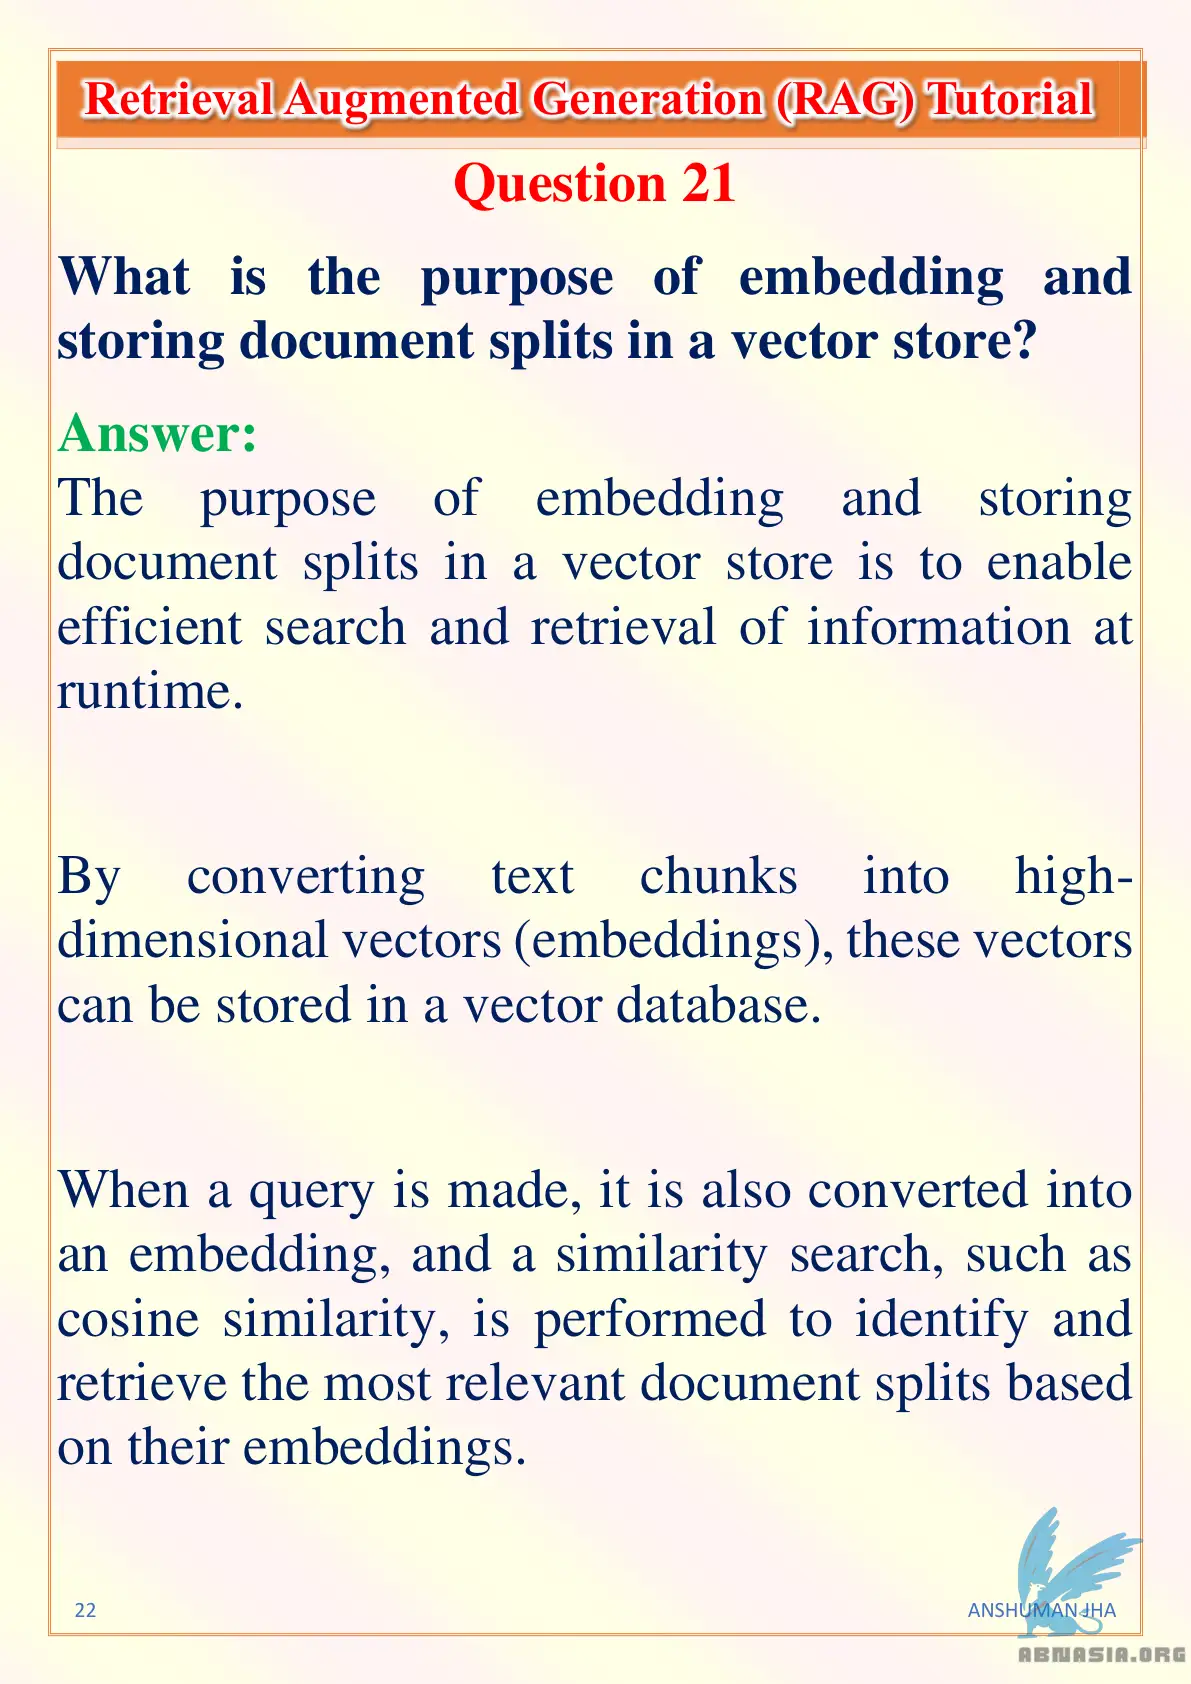 Retrieval Augmented Generation (RAG) Tutorial
Question 21
What is the purpose of embedding and
storing document splits in a vector store?
Answer:
The purpose of embedding and storing
document splits in a vector store is to enable
efficient search and retrieval of information at
runtime.
By converting text chunks into high-
dimensional vectors (embeddings), these vectors
can be stored in a vector database.
When a query is made, it is also converted into
an embedding, and a similarity search, such as
cosine similarity, is performed to identify and
retrieve the most relevant document splits based
on their embeddings.
22 ANSHUMAN JHA
ABNASIA.ORG